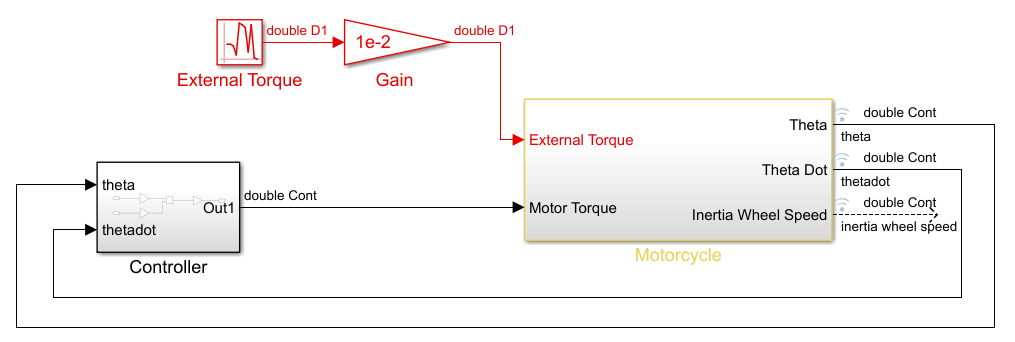 double D1
double D1
1e-2
External Torque
Gain
double Cont
Theta
theta
External Torque
double Cont
Theta Dot
thetadot
theta
double Cont
double Cont
Out1
Motor Torque
Inertia Wheel Speed
thetadot
inertia wheel speed
Motorcycle
Controller